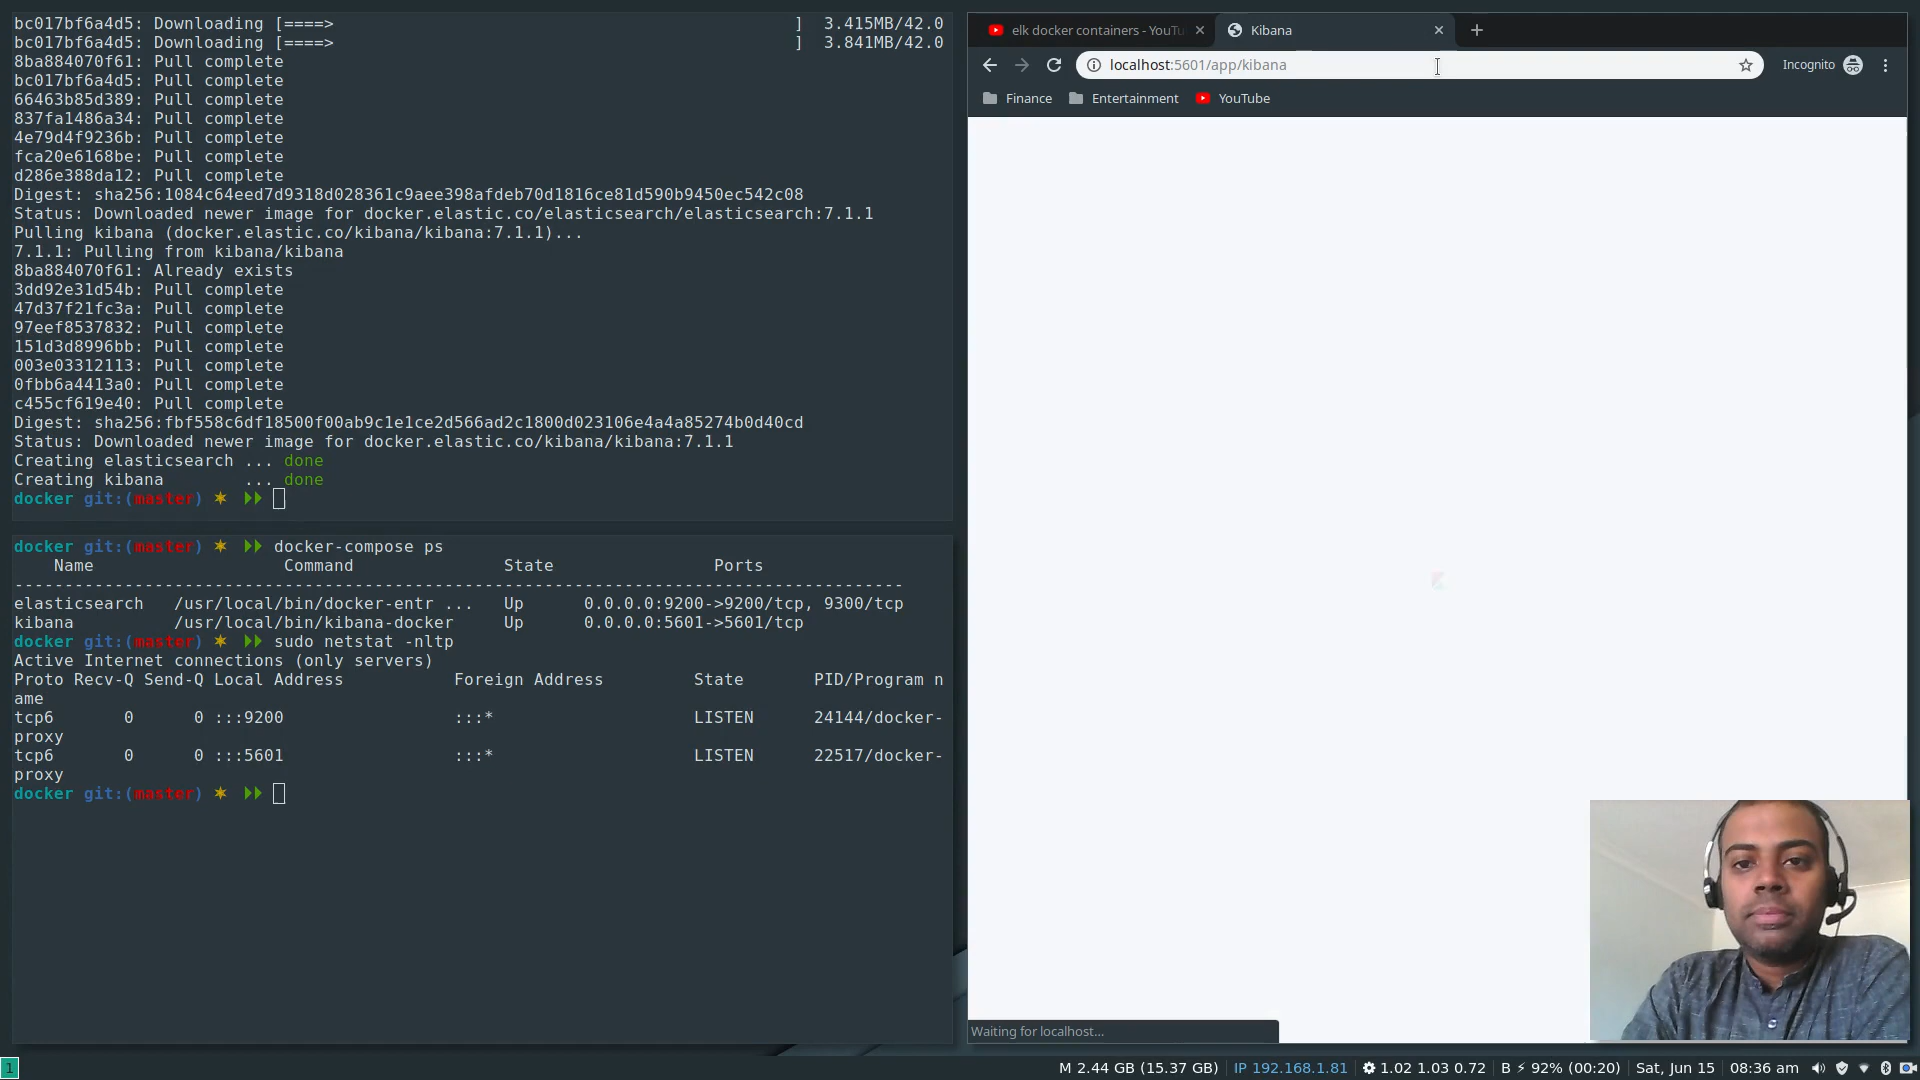 bc017bf6a4d5: Downloading [====>                                              ]  3.415MB/42.0
bc017bf6a4d5: Downloading [====>                                              ]  3.841MB/42.0
8ba884070f61: Pull complete
bc017bf6a4d5: Pull complete
66463b85d389: Pull complete
837fa1486a34: Pull complete
4e79d4f9236b: Pull complete
fca20e6168be: Pull complete
d286e388da12: Pull complete
Digest: sha256:1084c64eed7d9318d028361c9aee398afdeb70d1816ce81d590b9450ec542c08
Status: Downloaded newer image for docker.elastic.co/elasticsearch/elasticsearch:7.1.1
Pulling kibana (docker.elastic.co/kibana/kibana:7.1.1)...
7.1.1: Pulling from kibana/kibana
8ba884070f61: Already exists
3dd92e31d54b: Pull complete
47d37f21fc3a: Pull complete
97eef8537832: Pull complete
151d3d8996bb: Pull complete
003e03312113: Pull complete
0fbb6a4413a0: Pull complete
c455cf619e40: Pull complete
Digest: sha256:fbf558c6df18500f00ab9c1e1ce2d566ad2c1800d023106e4a4a85274b0d40cd
Status: Downloaded newer image for docker.elastic.co/kibana/kibana:7.1.1
Creating elasticsearch ... done
Creating kibana        ... done
docker git:(master) ✶
docker git:(master) ✶ docker-compose ps
Name Command State Ports
-----------------------------------------------------------------------------------------
elasticsearch /usr/local/bin/docker-entr ... Up 0.0.0.0:9200->9200/tcp, 9300/tcp
kibana /usr/local/bin/kibana-docker Up 0.0.0.0:5601->5601/tcp
docker git:(master) ✶ sudo netstat -nltp
Active Internet connections (only servers)
Proto Recv-Q Send-Q Local Address Foreign Address State PID/Program n
ame
tcp6 0 0 :::9200 :::* LISTEN 24144/docker-
proxy
tcp6 0 0 :::5601 :::* LISTEN 22517/docker-
proxy
docker git:(master) ✶
elk docker containers - YouTu
Kibana
localhost:5601/app/kibana
Incognito
Finance
Entertainment
YouTube
Waiting for localhost...
1
M 2.44 GB (15.37 GB) | IP 192.168.1.81 | 1.02 1.03 0.72 | B ⚡ 92% (00:20) | Sat, Jun 15 | 08:36 am